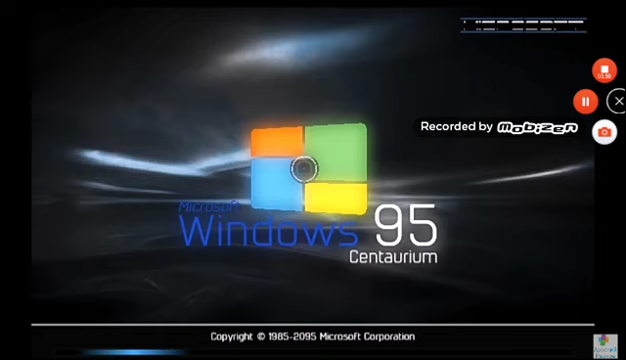 Recorded by mobizen
Microsoft
Windows 95
Centaurium
Copyright © 1985-2095 Microsoft Corporation